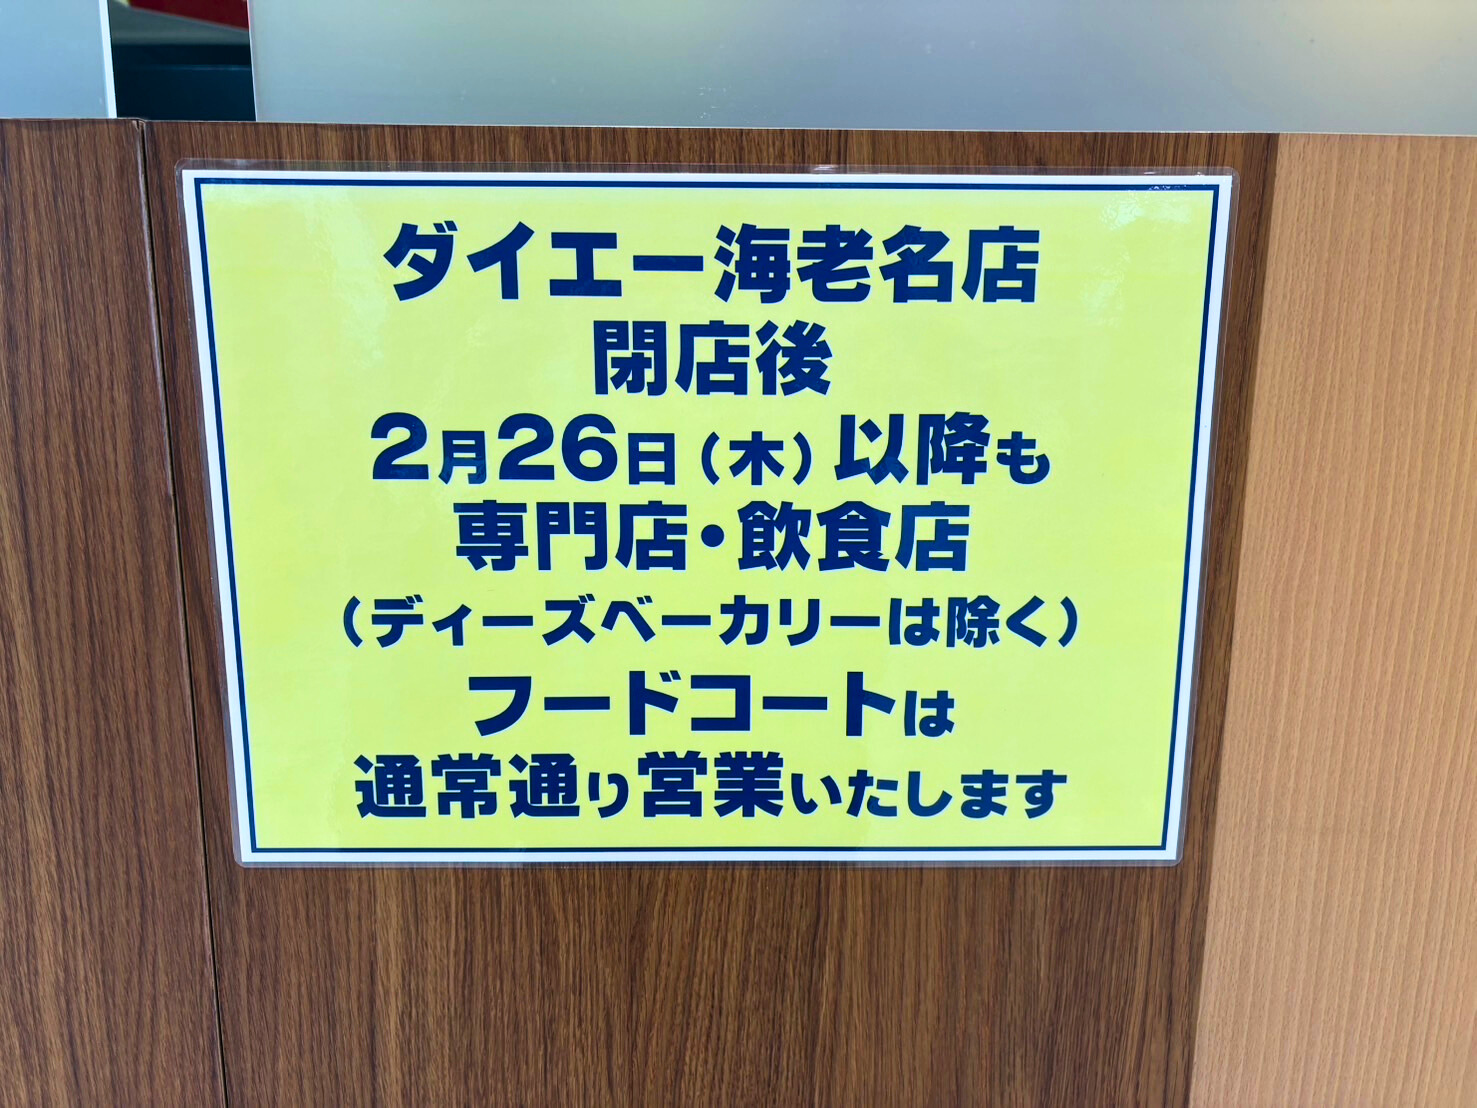 ダイエー海老名店
閉店後
2月26日(木)以降も
専門店・飲食店
(ディーズベーカリーは除く)
フードコートは
通常通り営業いたします